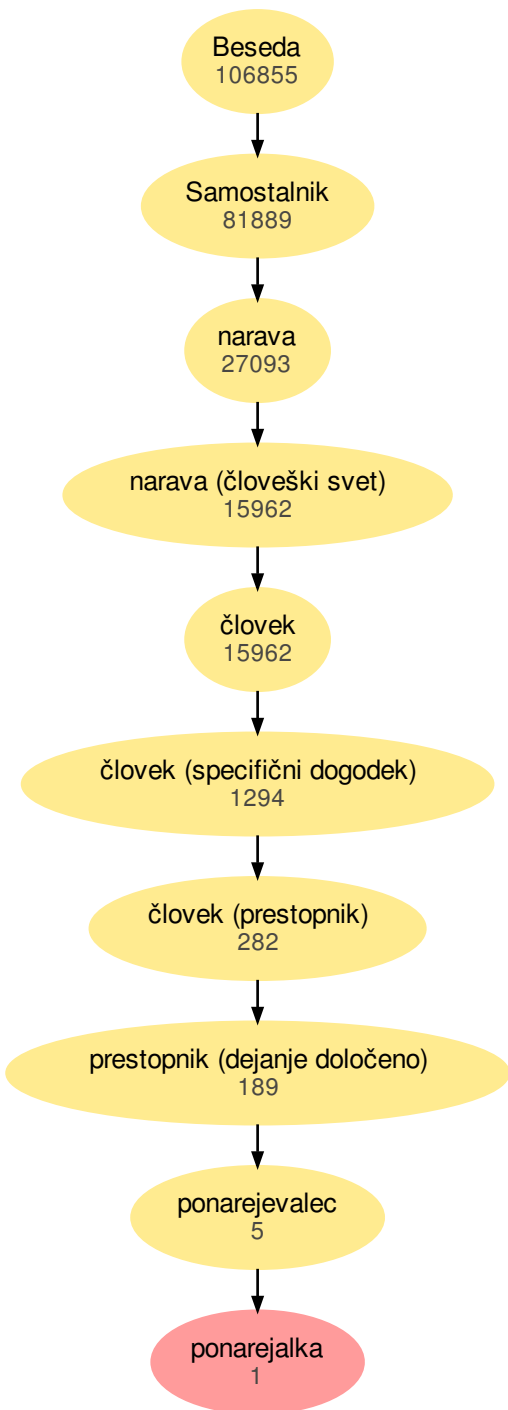 Beseda
106855
Samostalnik
81889
narava
27093
narava (človeški svet)
15962
človek
15962
človek (specifični dogodek)
1294
človek (prestopnik)
282
prestopnik (dejanje določeno)
189
ponarejevalec
5
ponarejalka
1